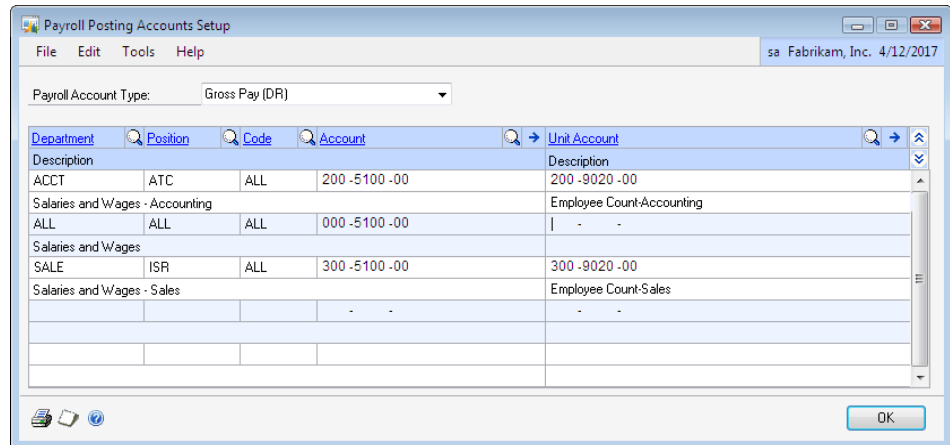 Payroll Posting Accounts Setup
File Edit Tools Help sa Fabrikam, Inc. 4/12/2017
Payroll Account Type: Gross Pay (DR)
Department Position Code Account Unit Account
Description Description
ACCT ATC ALL 200 -5100 -00 200 -9020 -00
Salaries and Wages - Accounting Employee Count-Accounting
ALL ALL ALL 000 -5100 -00 - -
Salaries and Wages
SALE ISR ALL 300 -5100 -00 300 -9020 -00
Salaries and Wages - Sales Employee Count-Sales
- - - -
OK